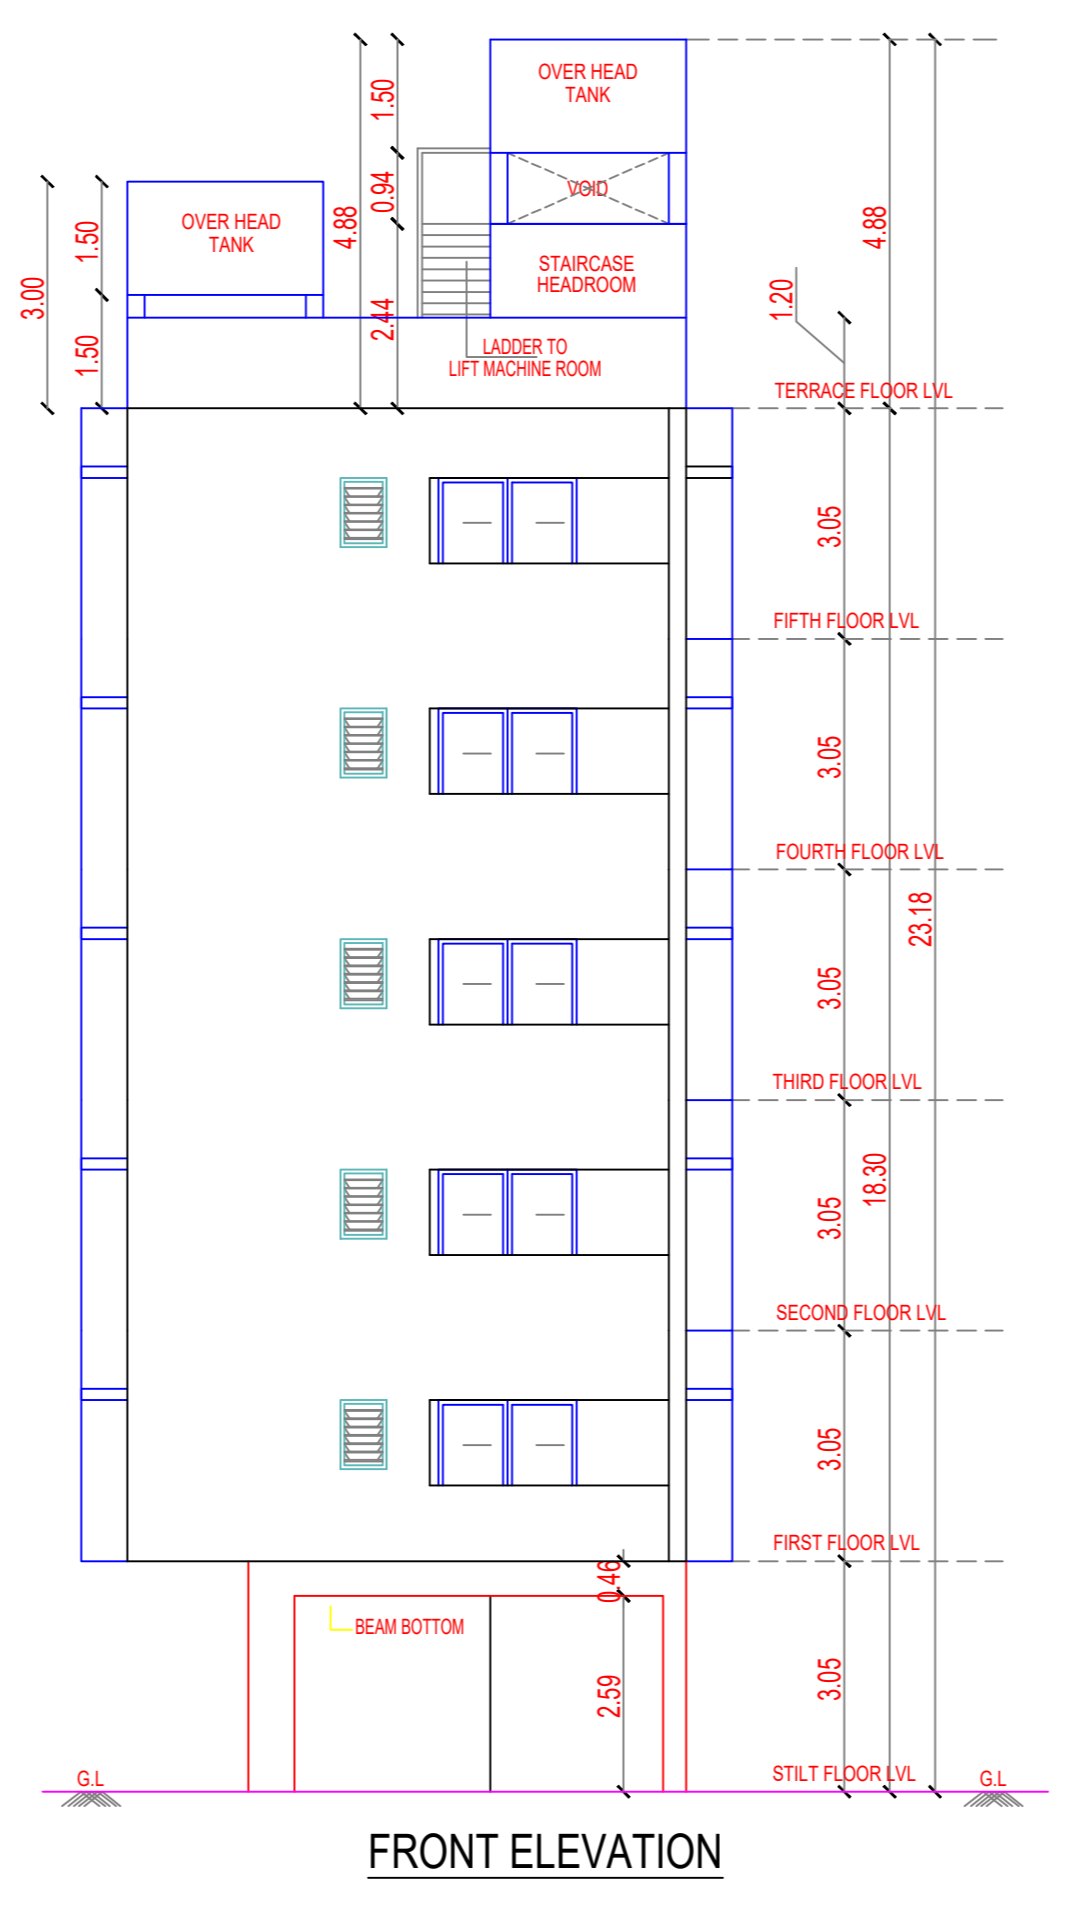 OVER HEAD
TANK
1.50
4.88
0.94
VOID
STAIRCASE
HEADROOM
2.44
LADDER TO
LIFT MACHINE ROOM
OVER HEAD
TANK
3.00
1.50
1.50
4.88
1.20
TERRACE FLOOR LVL
3.05
FIFTH FLOOR LVL
3.05
FOURTH FLOOR LVL
23.18
3.05
THIRD FLOOR LVL
18.30
3.05
SECOND FLOOR LVL
3.05
FIRST FLOOR LVL
0.46
BEAM BOTTOM
2.59
3.05
STILT FLOOR LVL
G.L
G.L
FRONT ELEVATION